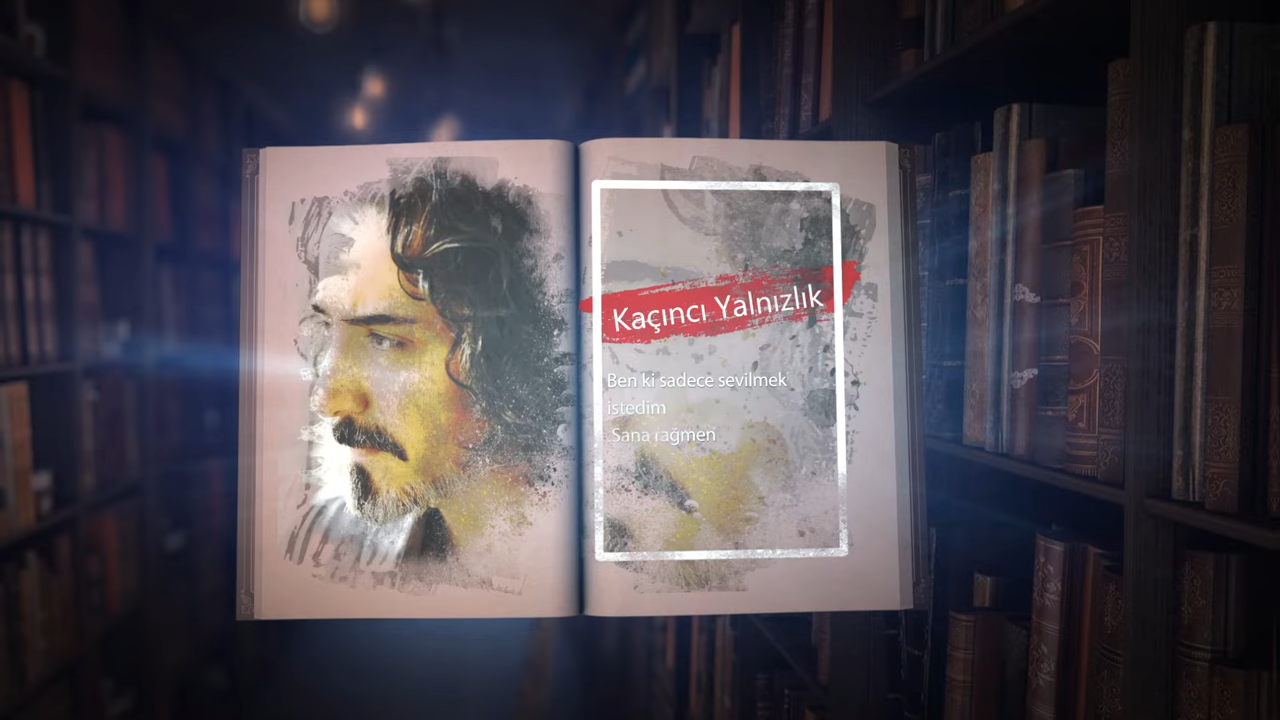 Kaçıncı Yalnızlık
Ben ki sadece sevilmek
istedim
Sana rağmen